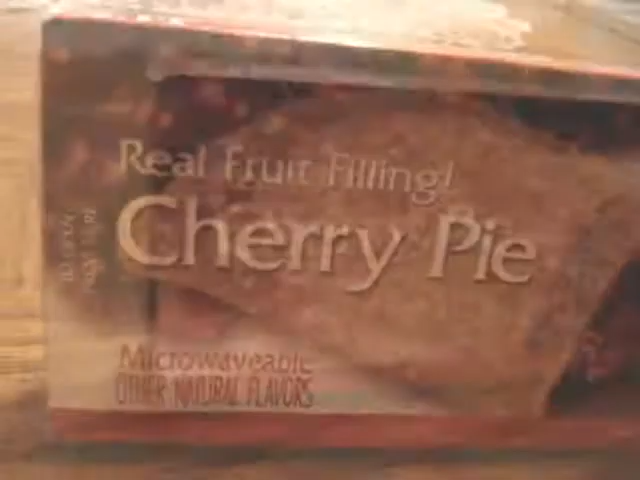 Real Fruit Filling!
Cherry Pie
Microwaveable
OTHER NATURAL FLAVORS